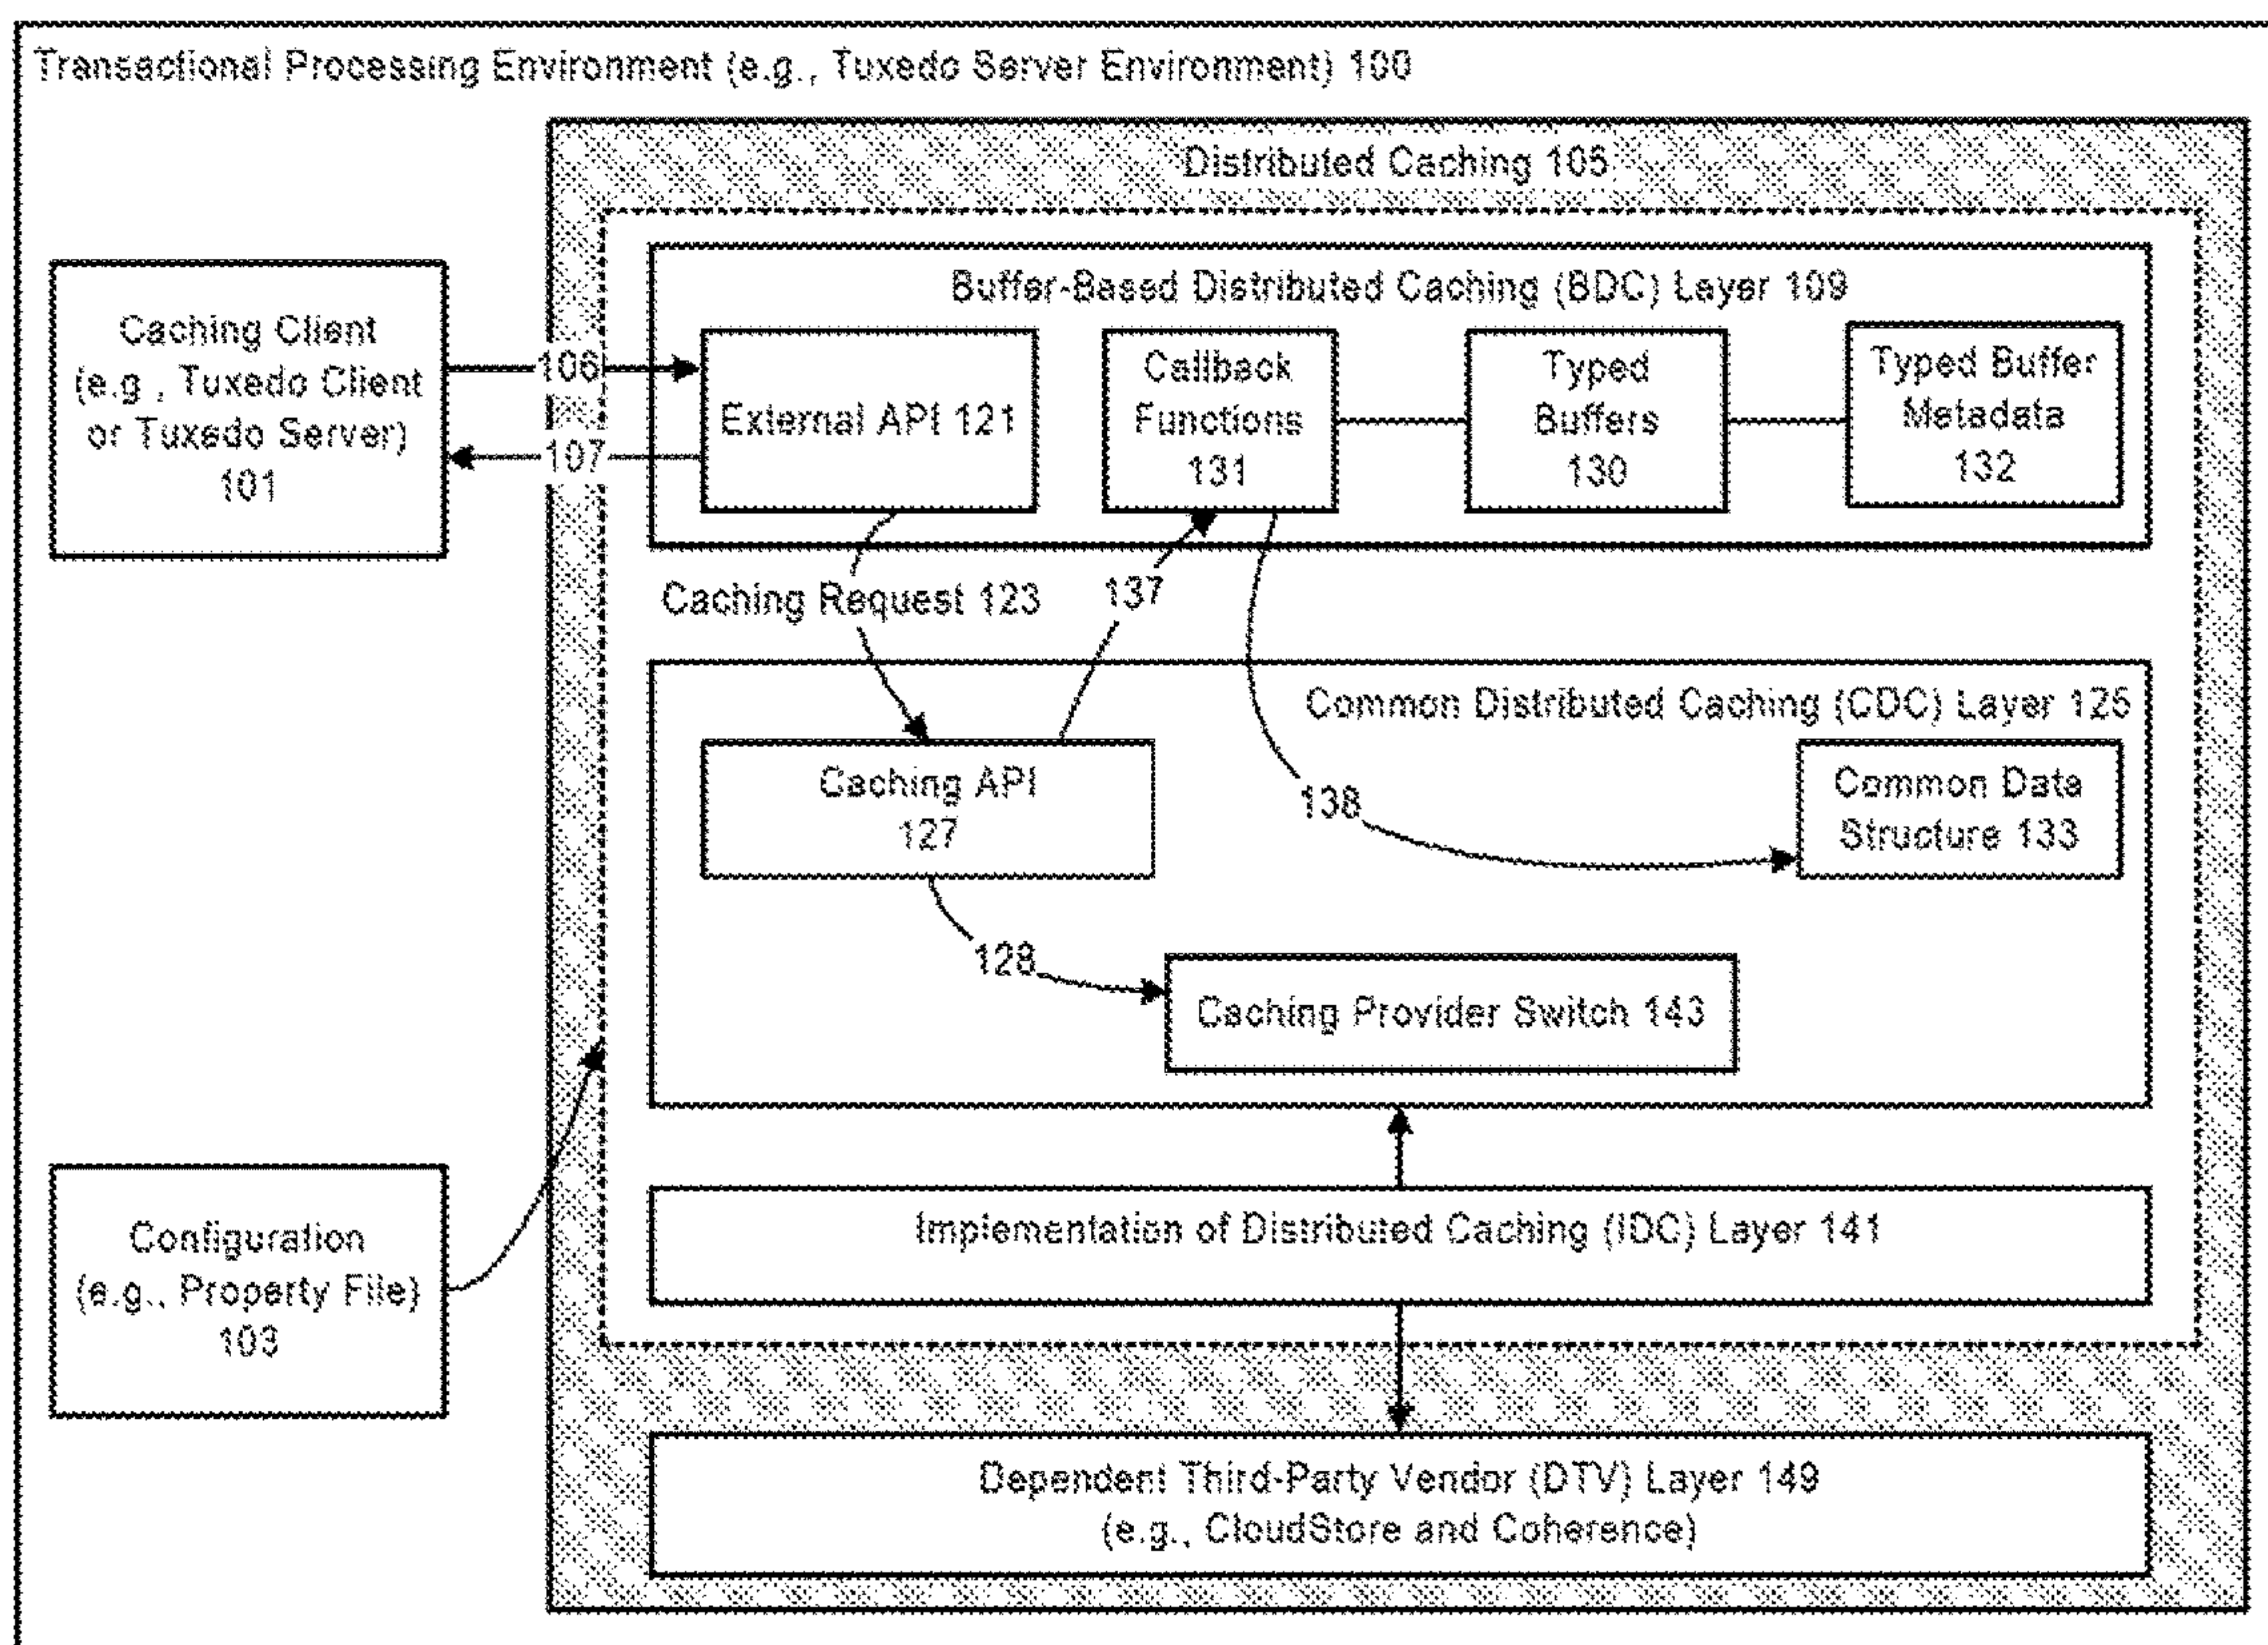 Transactional Processing Environment (e.g., Tuxedo Server Environment) 100
Distributed Caching 105
Buffer-Based Distributed Caching (BDC) Layer 109
Caching Client
(e.g., Tuxedo Client
or Tuxedo Server)
101
106
107
External API 121
Callback
Functions
131
Typed
Buffers
130
Typed Buffer
Metadata
132
Caching Request 123
137
Common Distributed Caching (CDC) Layer 125
Caching API
127
138
Common Data
Structure 133
128
Caching Provider Switch 143
Configuration
(e.g., Property File)
103
Implementation of Distributed Caching (IDC) Layer 141
Dependent Third-Party Vendor (DTV) Layer 149
(e.g., CloudStore and Coherence)